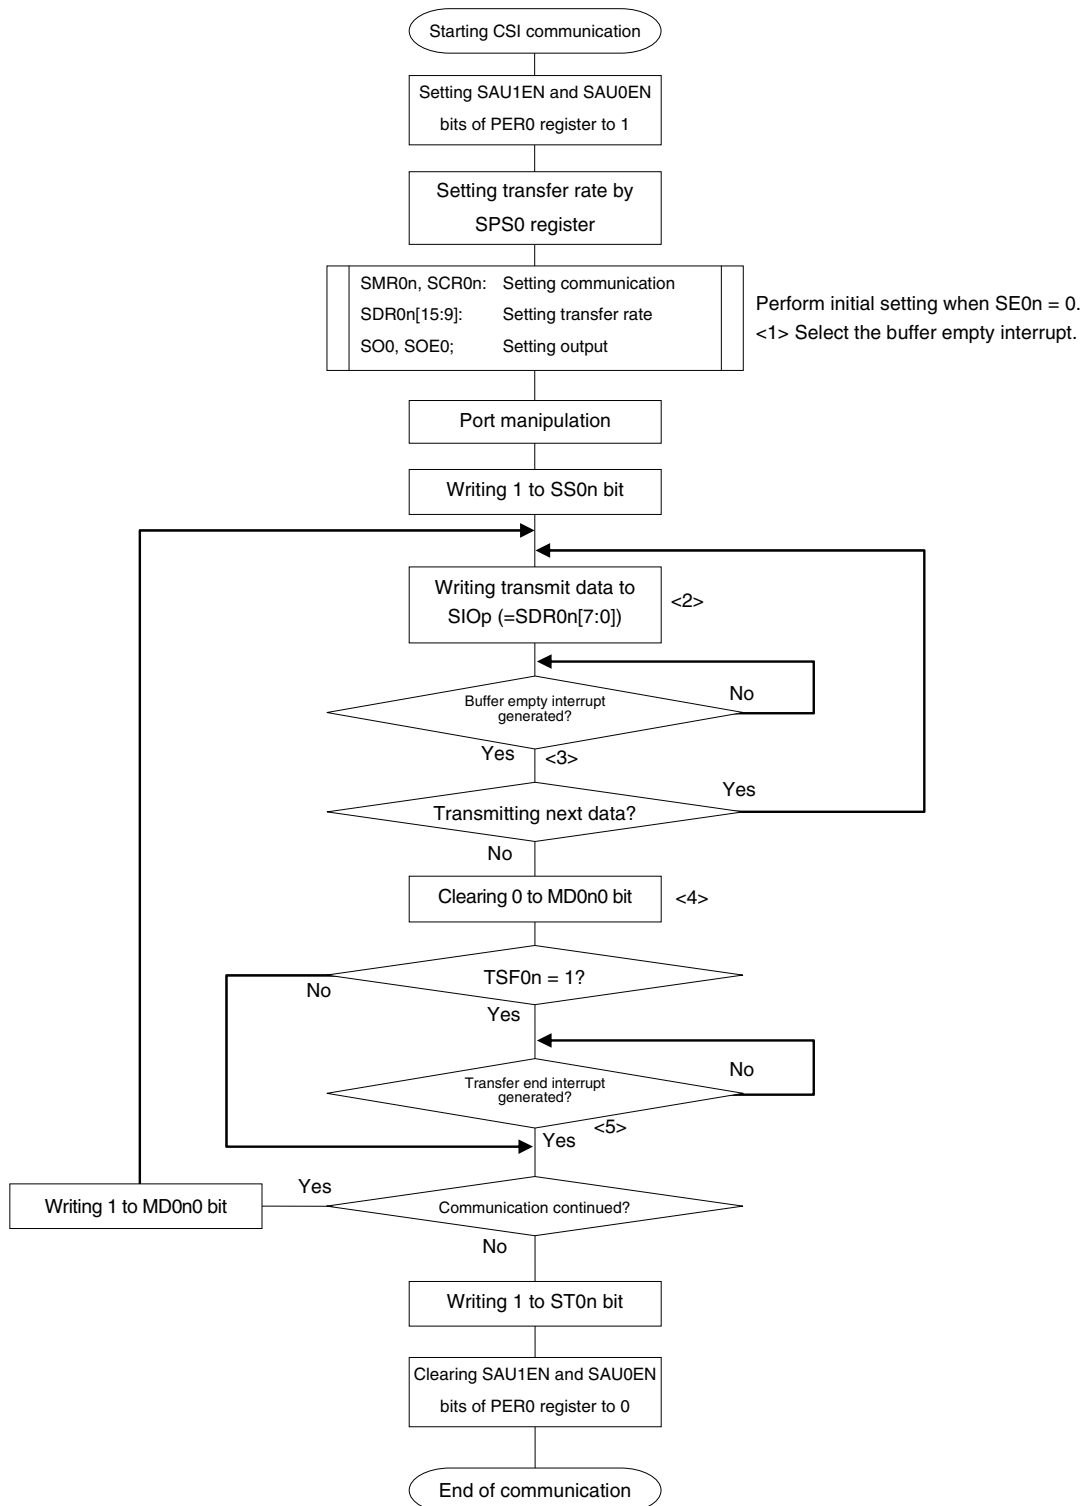 Starting CSI communication
Setting SAU1EN and SAU0EN
bits of PER0 register to 1
Setting transfer rate by
SPS0 register
SMR0n, SCR0n: Setting communication
SDR0n[15:9]: Setting transfer rate
SO0, SOE0; Setting output
Perform initial setting when SE0n = 0.
<1> Select the buffer empty interrupt.
Port manipulation
Writing 1 to SS0n bit
Writing transmit data to
SIOp (=SDR0n[7:0])
<2>
No
Buffer empty interrupt
generated?
Yes
<3>
Yes
Transmitting next data?
No
Clearing 0 to MD0n0 bit
<4>
TSF0n = 1?
No
Yes
No
Transfer end interrupt
generated?
<5>
Yes
Yes
Writing 1 to MD0n0 bit
Communication continued?
No
Writing 1 to ST0n bit
Clearing SAU1EN and SAU0EN
bits of PER0 register to 0
End of communication